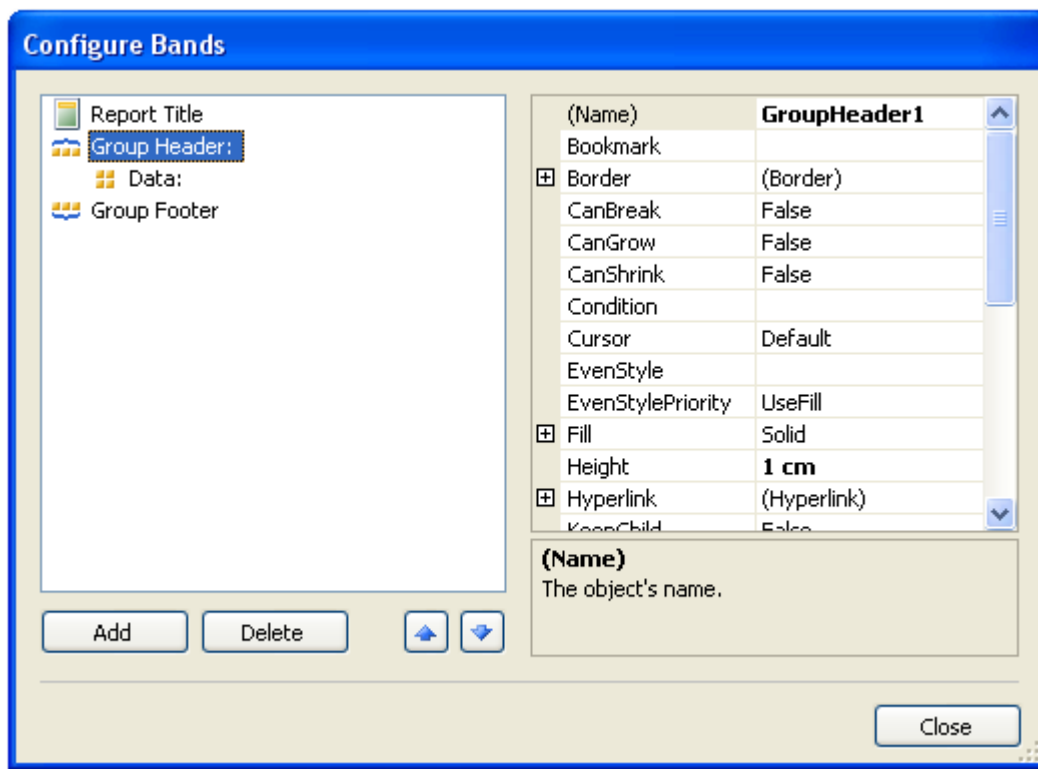 Configure Bands
Report Title
Group Header:
Data:
Group Footer
Add
Delete
(Name) GroupHeader1
Bookmark
Border (Border)
CanBreak False
CanGrow False
CanShrink False
Condition
Cursor Default
EvenStyle
EvenStylePriority UseFill
Fill Solid
Height 1 cm
Hyperlink (Hyperlink)
KeepChild False
(Name)
The object's name.
Close